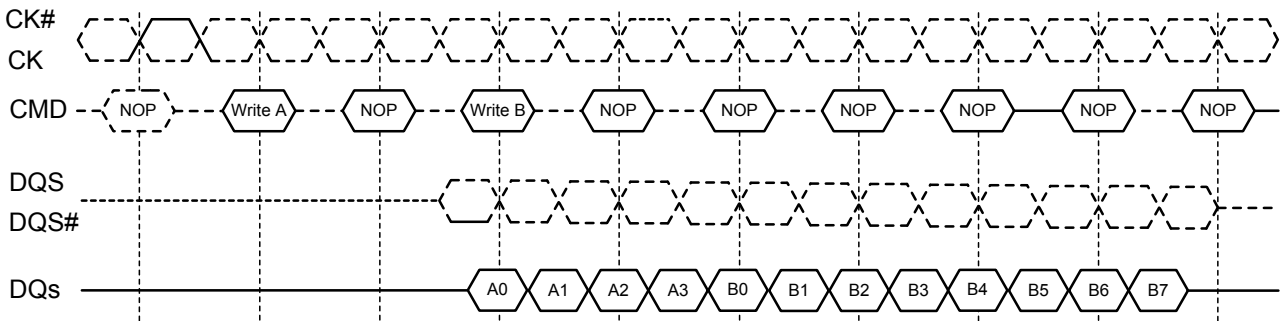 CK#
CK
CMD NOP Write A NOP Write B NOP NOP NOP NOP NOP NOP
DQS
DQS#
DQs A0 A1 A2 A3 B0 B1 B2 B3 B4 B5 B6 B7